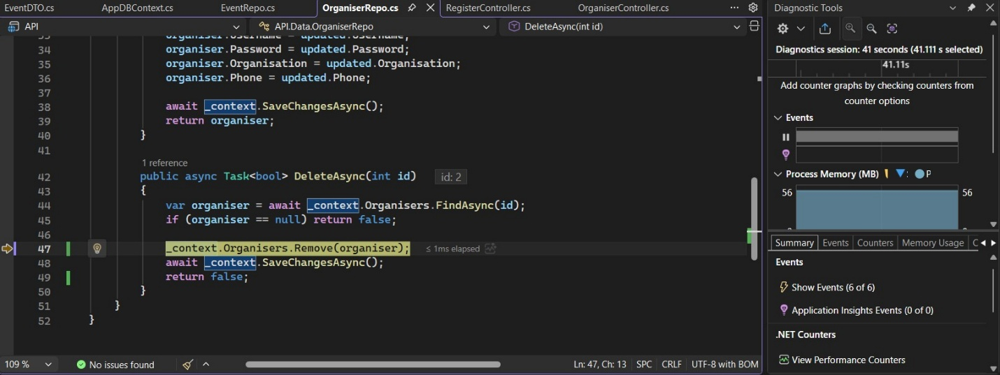 EventDTO.cs AppDBContext.cs EventRepo.cs OrganiserRepo.cs RegisterController.cs OrganiserController.cs
API API.Data.OrganiserRepo DeleteAsync(int id)
34 organiser.Password = updated.Password;
35 organiser.Organisation = updated.Organisation;
36 organiser.Phone = updated.Phone;
37
38 await _context.SaveChangesAsync();
39 return organiser;
40 }
41
1 reference
42 public async Task<bool> DeleteAsync(int id) id: 2
43 {
44 var organiser = await _context.Organisers.FindAsync(id);
45 if (organiser == null) return false;
46
47 _context.Organisers.Remove(organiser); ≤ 1ms elapsed
48 await _context.SaveChangesAsync();
49 return false;
50 }
51 }
52 }
109 % No issues found Ln: 47, Ch: 13 SPC CRLF UTF-8 with BOM
Diagnostic Tools
Diagnostics session: 41 seconds (41.111 s selected)
41.11s
Add counter graphs by checking counters from
counter options
Events
Process Memory (MB) P
56 56
Summary Events Counters Memory Usage C
Events
Show Events (6 of 6)
Application Insights Events (0 of 0)
.NET Counters
View Performance Counters